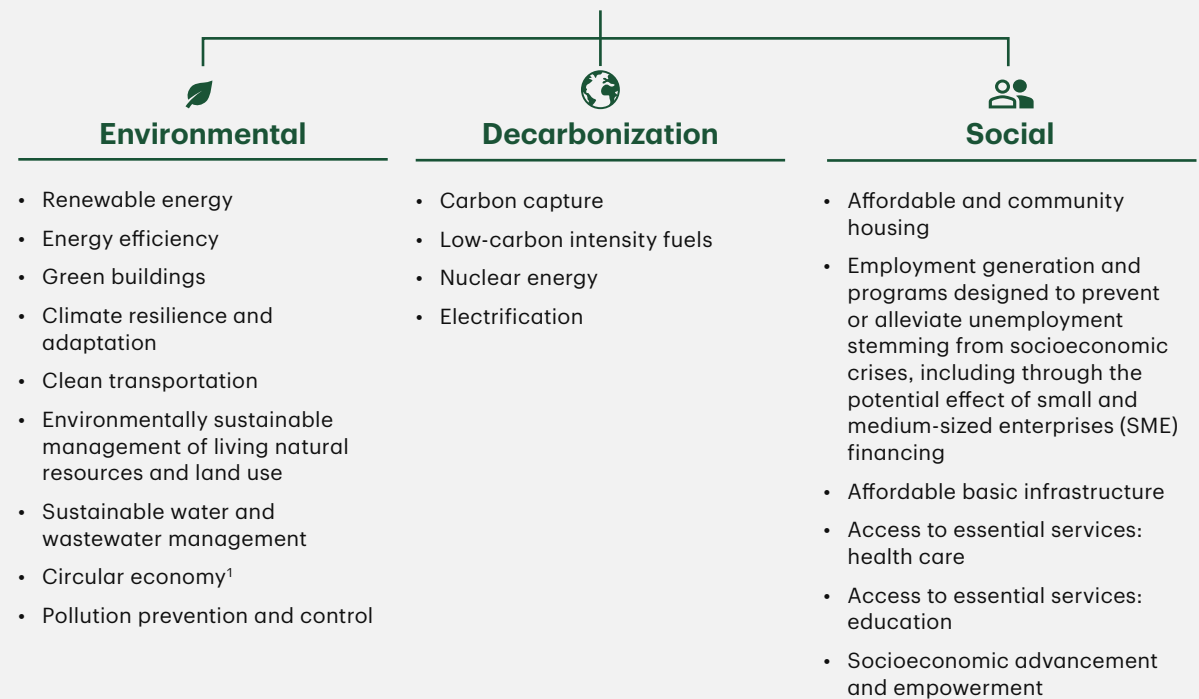 Environmental
• Renewable energy
• Energy efficiency
• Green buildings
• Climate resilience and
adaptation
• Clean transportation
• Environmentally sustainable
management of living natural
resources and land use
• Sustainable water and
wastewater management
• Circular economy¹
• Pollution prevention and control
Decarbonization
• Carbon capture
• Low-carbon intensity fuels
• Nuclear energy
• Electrification
Social
• Affordable and community
housing
• Employment generation and
programs designed to prevent
or alleviate unemployment
stemming from socioeconomic
crises, including through the
potential effect of small and
medium-sized enterprises (SME)
financing
• Affordable basic infrastructure
• Access to essential services:
health care
• Access to essential services:
education
• Socioeconomic advancement
and empowerment